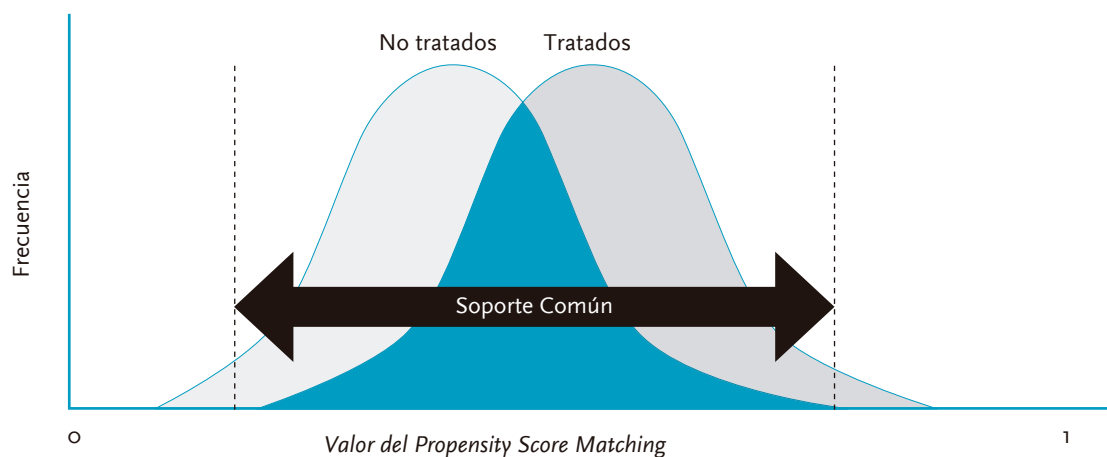 No tratados
Tratados
Frecuencia
Soporte Común
0
1
Valor del Propensity Score Matching